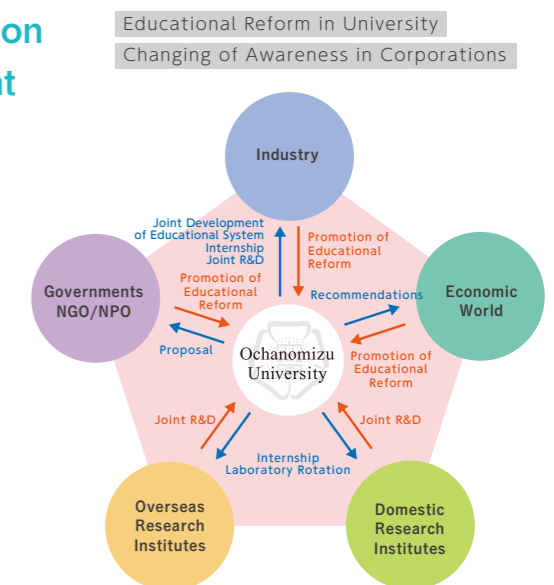 on
nt
Educational Reform in University
Changing of Awareness in Corporations
Industry
Joint Development
of Educational System
Internship
Joint R&D
Promotion of
Educational
Reform
Governments
NGO/NPO
Promotion of
Educational
Reform
Proposal
Recommendations
Economic
World
Ochanomizu
University
Promotion of
Educational
Reform
Joint R&D
Joint R&D
Internship
Laboratory Rotation
Overseas
Research
Institutes
Domestic
Research
Institutes